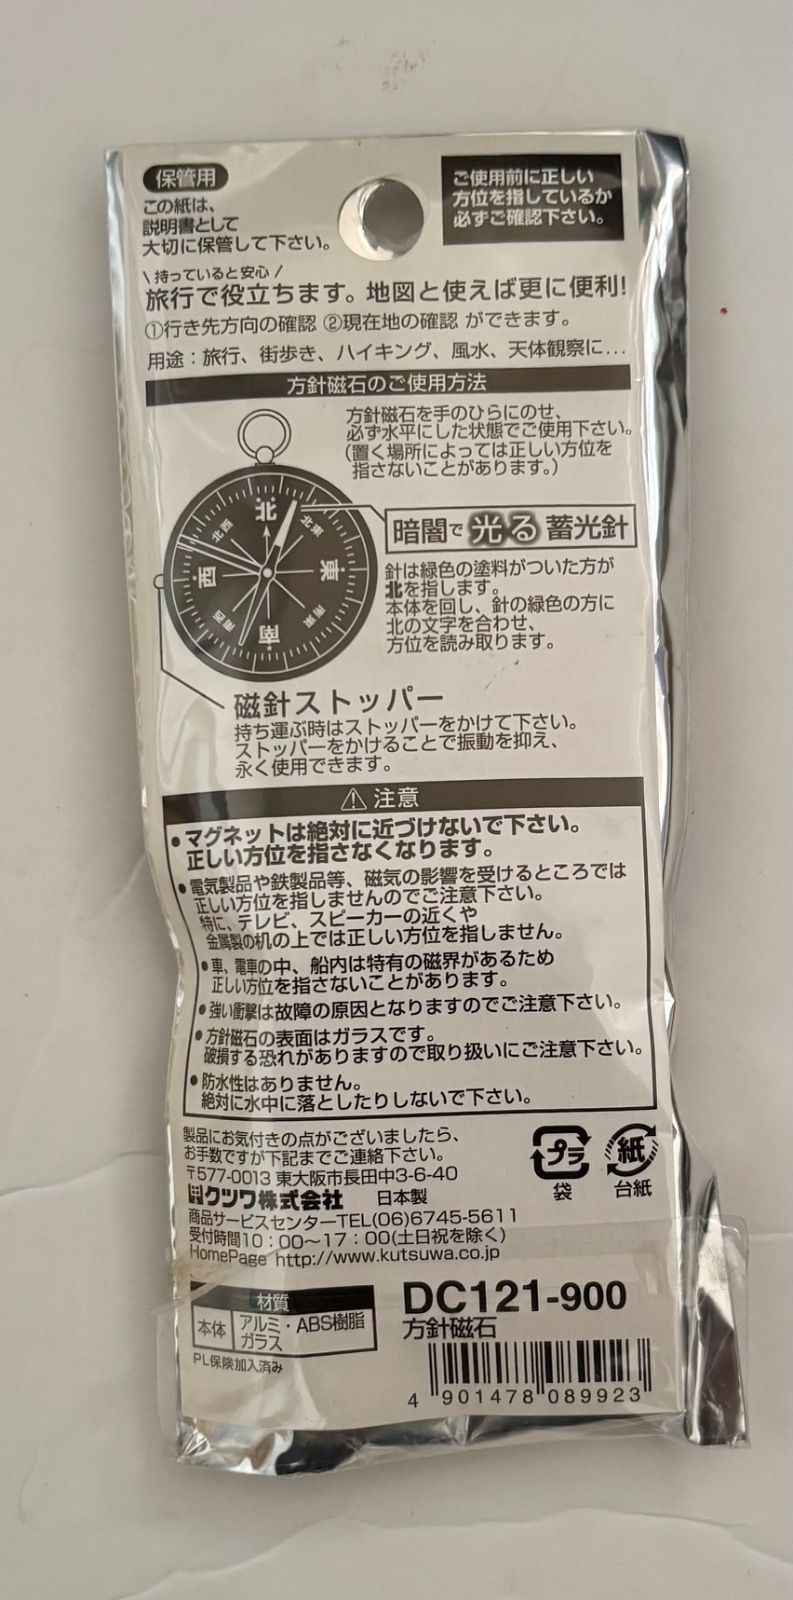 保管用
この紙は、
説明書として
大切に保管して下さい。
ご使用前に正しい
方位を指しているか
必ずご確認下さい。
\ 持っていると安心 /
旅行で役立ちます。地図と使えば更に便利!
①行き先方向の確認 ②現在地の確認 ができます。
用途：旅行、街歩き、ハイキング、風水、天体観察に…
方針磁石のご使用方法
方針磁石を手のひらにのせ、
必ず水平にした状態でご使用下さい。
(置く場所によっては正しい方位を
指さないことがあります。)
北
北西
北東
西
東
南西
南東
南
暗闇で光る蓄光針
針は緑色の塗料がついた方が
北を指します。
本体を回し、針の緑色の方に
北の文字を合わせ、
方位を読み取ります。
磁針ストッパー
持ち運ぶ時はストッパーをかけて下さい。
ストッパーをかけることで振動を抑え、
永く使用できます。
⚠ 注意
●マグネットは絶対に近づけないで下さい。
正しい方位を指さなくなります。
●電気製品や鉄製品等、磁気の影響を受けるところでは
正しい方位を指しませんのでご注意下さい。
特に、テレビ、スピーカーの近くや
金属製の机の上では正しい方位を指しません。
●車、電車の中、船内は特有の磁界があるため
正しい方位を指さないことがあります。
●強い衝撃は故障の原因となりますのでご注意下さい。
●方針磁石の表面はガラスです。
破損する恐れがありますので取り扱いにご注意下さい。
●防水性はありません。
絶対に水中に落としたりしないで下さい。
製品にお気付きの点がございましたら、
お手数ですが下記までご連絡下さい。
〒577-0013 東大阪市長田中3-6-40
クツワ株式会社 日本製
商品サービスセンターTEL(06)6745-5611
受付時間10：00～17：00(土日祝を除く)
HomePage http://www.kutsuwa.co.jp
プラ
袋
紙
台紙
材質
本体 アルミ・ABS樹脂
ガラス
PL保険加入済み
DC121-900
方針磁石
4 901478 089923